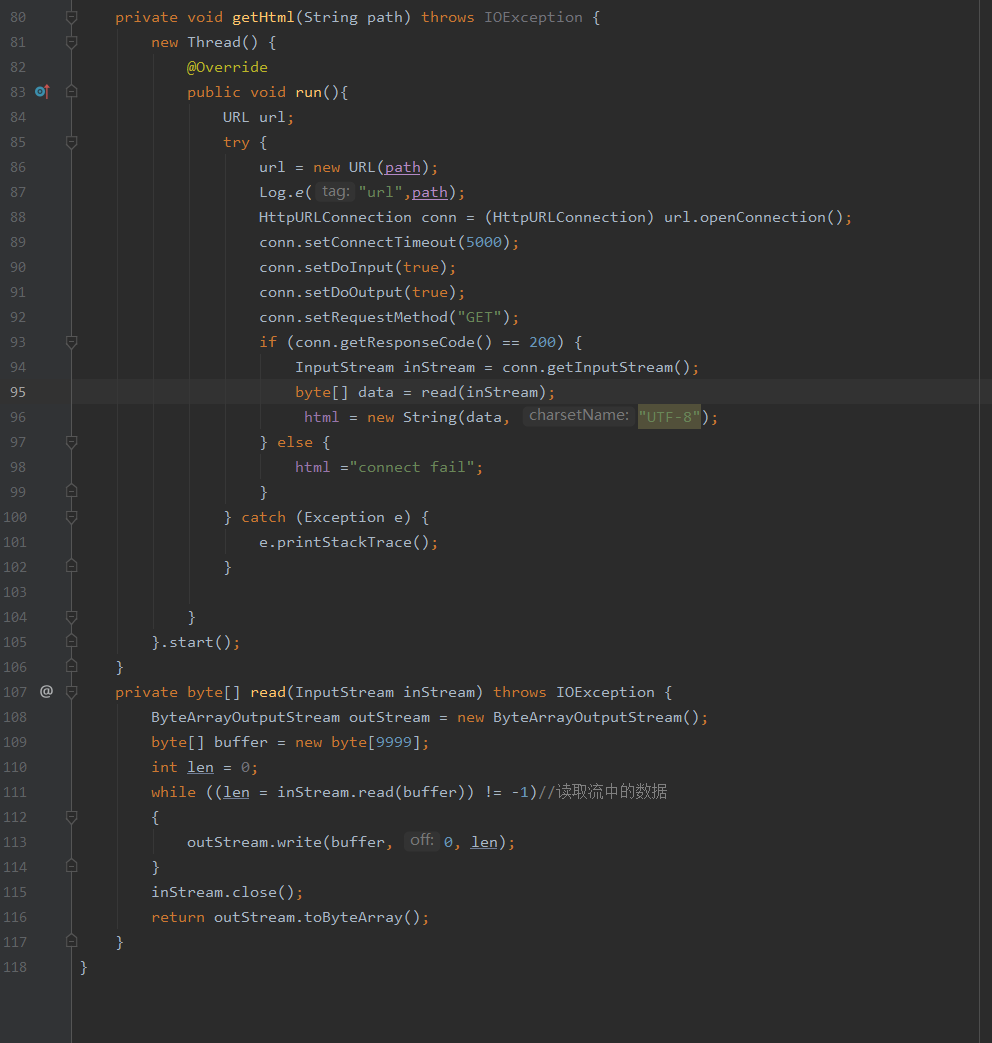 80 private void getHtml(String path) throws IOException {
81 new Thread() {
82 @Override
83 public void run(){
84 URL url;
85 try {
86 url = new URL(path);
87 Log.e( tag: "url",path);
88 HttpURLConnection conn = (HttpURLConnection) url.openConnection();
89 conn.setConnectTimeout(5000);
90 conn.setDoInput(true);
91 conn.setDoOutput(true);
92 conn.setRequestMethod("GET");
93 if (conn.getResponseCode() == 200) {
94 InputStream inStream = conn.getInputStream();
95 byte[] data = read(inStream);
96 html = new String(data, charsetName: "UTF-8");
97 } else {
98 html ="connect fail";
99 }
100 } catch (Exception e) {
101 e.printStackTrace();
102 }
103
104 }
105 }.start();
106 }
107 @ private byte[] read(InputStream inStream) throws IOException {
108 ByteArrayOutputStream outStream = new ByteArrayOutputStream();
109 byte[] buffer = new byte[9999];
110 int len = 0;
111 while ((len = inStream.read(buffer)) != -1)//读取流中的数据
112 {
113 outStream.write(buffer, off: 0, len);
114 }
115 inStream.close();
116 return outStream.toByteArray();
117 }
118 }